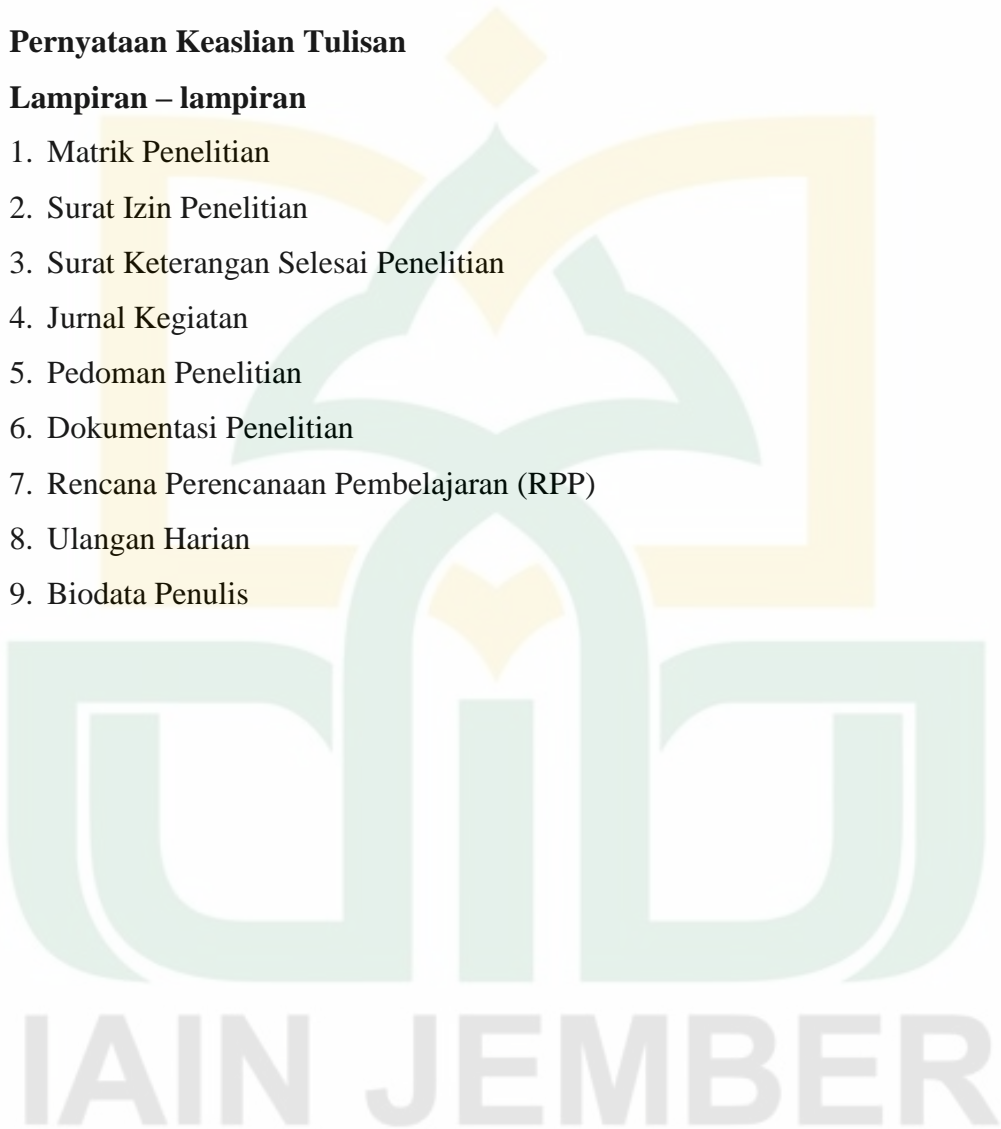 Pernyataan Keaslian Tulisan
Lampiran – lampiran
1. Matrik Penelitian
2. Surat Izin Penelitian
3. Surat Keterangan Selesai Penelitian
4. Jurnal Kegiatan
5. Pedoman Penelitian
6. Dokumentasi Penelitian
7. Rencana Perencanaan Pembelajaran (RPP)
8. Ulangan Harian
9. Biodata Penulis
IAIN JEMBER